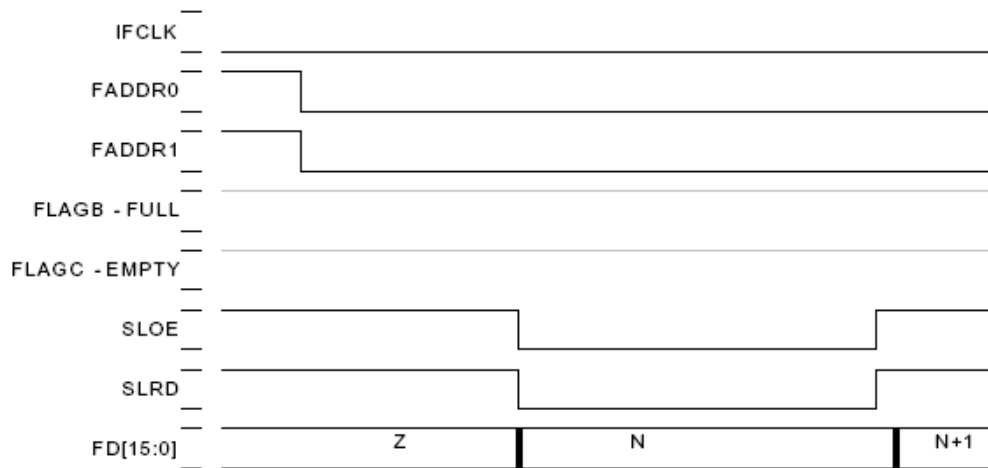 IFCLK
FADDR0
FADDR1
FLAGB - FULL
FLAGC - EMPTY
SLOE
SLRD
FD[15:0] Z N N+1